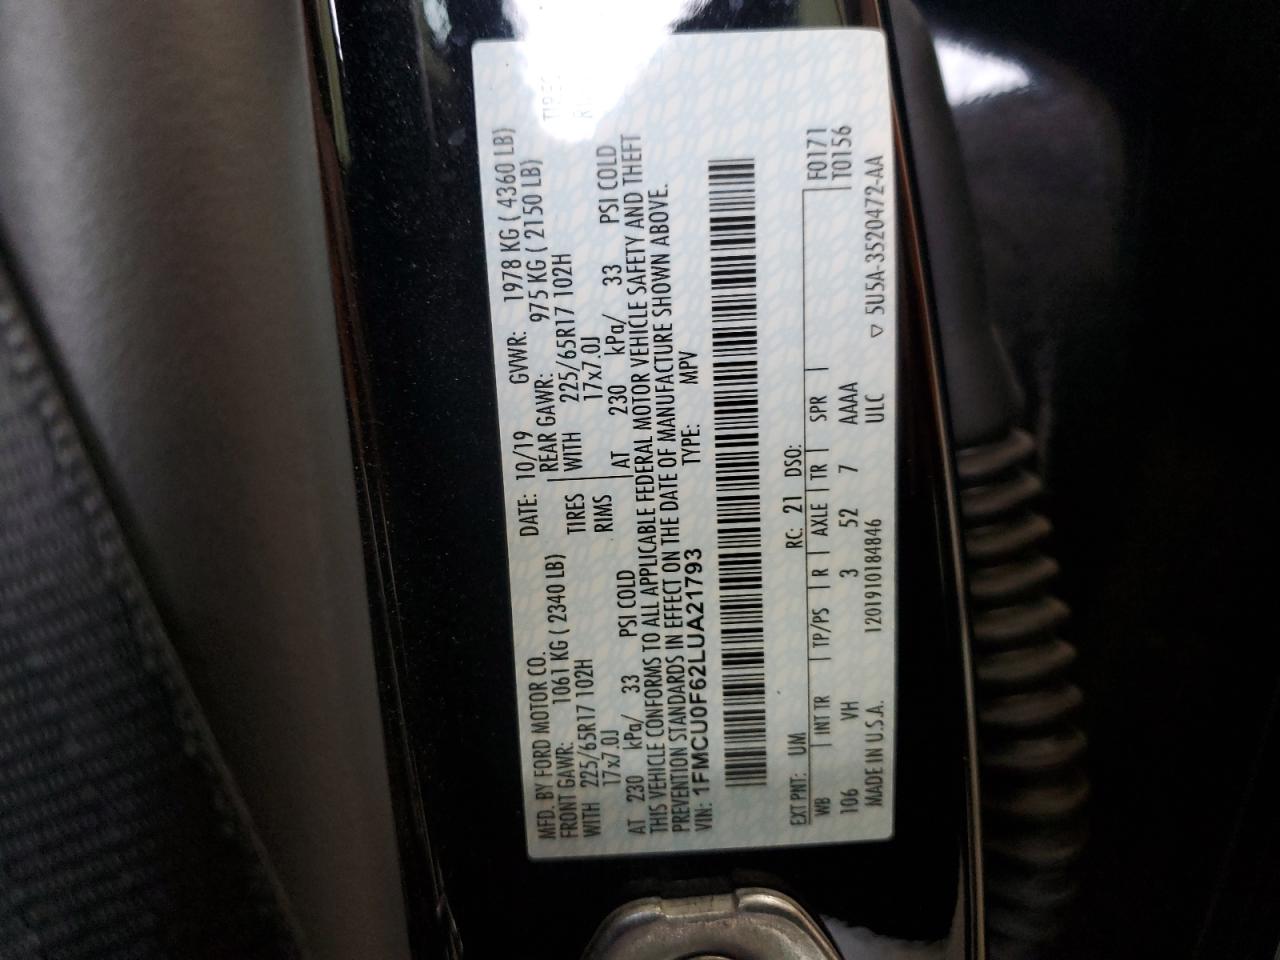 MFD. BY FORD MOTOR CO.
DATE: 10/19 GVWR: 1978 KG ( 4360 LB)
FRONT GAWR: 1061 KG ( 2340 LB)
REAR GAWR: 975 KG ( 2150 LB)
WITH 225/65R17 102H TIRES WITH 225/65R17 102H TIRES
17x7.0J RIMS 17x7.0J
AT 230 kPa/ 33 PSI COLD AT 230 kPa/ 33 PSI COLD
THIS VEHICLE CONFORMS TO ALL APPLICABLE FEDERAL MOTOR VEHICLE SAFETY AND THEFT
PREVENTION STANDARDS IN EFFECT ON THE DATE OF MANUFACTURE SHOWN ABOVE.
VIN: 1FMCU0F62LUA21793 TYPE: MPV
EXT PNT: UM RC: 21 DSO:
WB INT TR TP/PS R AXLE TR SPR F0171
106 VH 3 52 7 AAAA T0156
MADE IN U.S.A. 120191018​4846 ULC ▽ 5U5A-3520472-AA